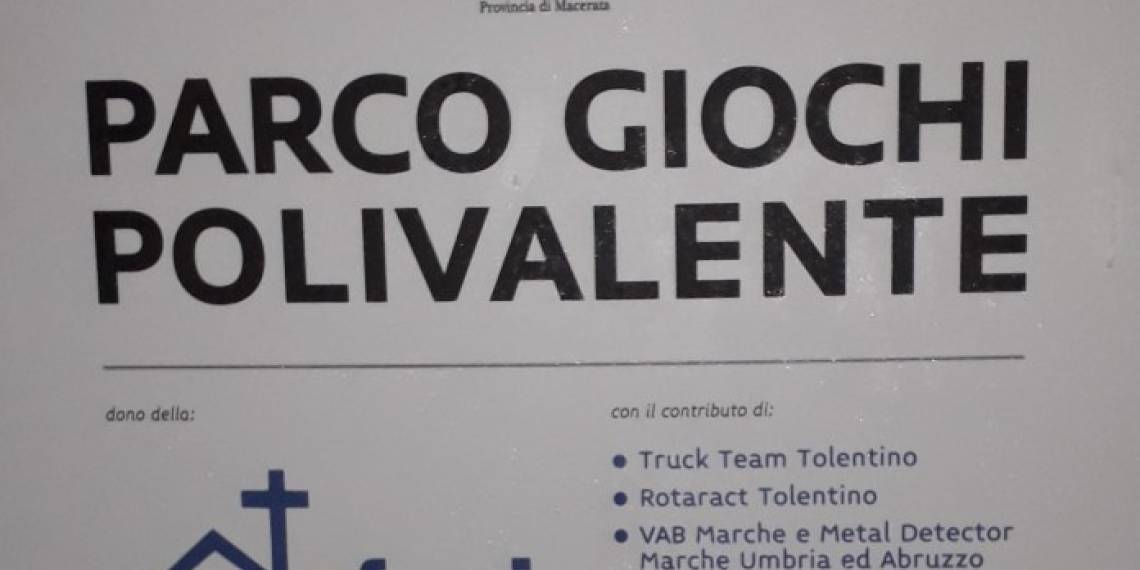 Provincia di Macerata
PARCO GIOCHI
POLIVALENTE
dono della:
con il contributo di:
• Truck Team Tolentino
• Rotaract Tolentino
• VAB Marche e Metal Detector
Marche Umbria ed Abruzzo